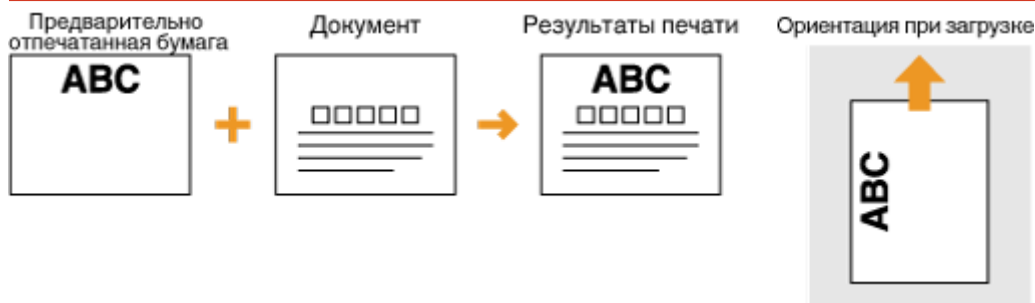 Предварительно
отпечатанная бумага
Документ
Результаты печати
Ориентация при загрузке
ABC
ABC
ABC